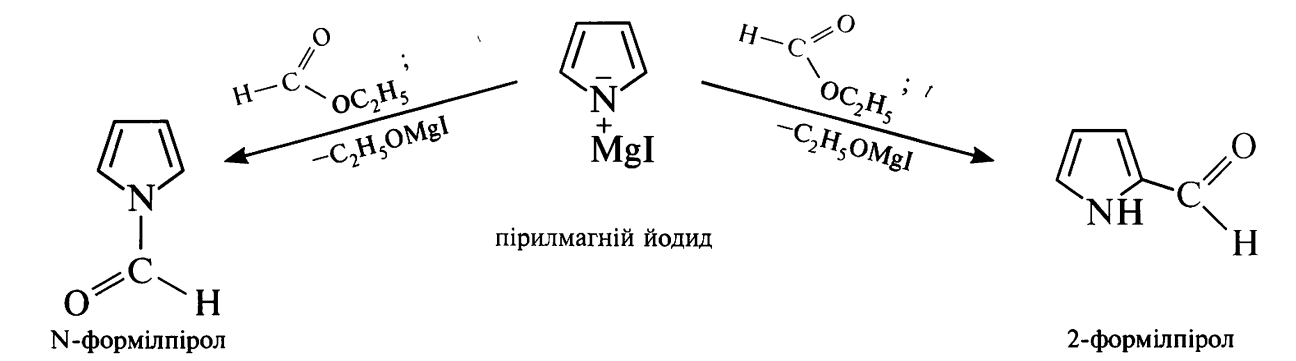 H–C
O
OC₂H₅ ;
–C₂H₅OMgI
N
C
O
H
N-формілпірол
N
–
+
MgI
пірилмагній йодид
H–C
O
OC₂H₅ ;
–C₂H₅OMgI
NH
C
O
H
2-формілпірол